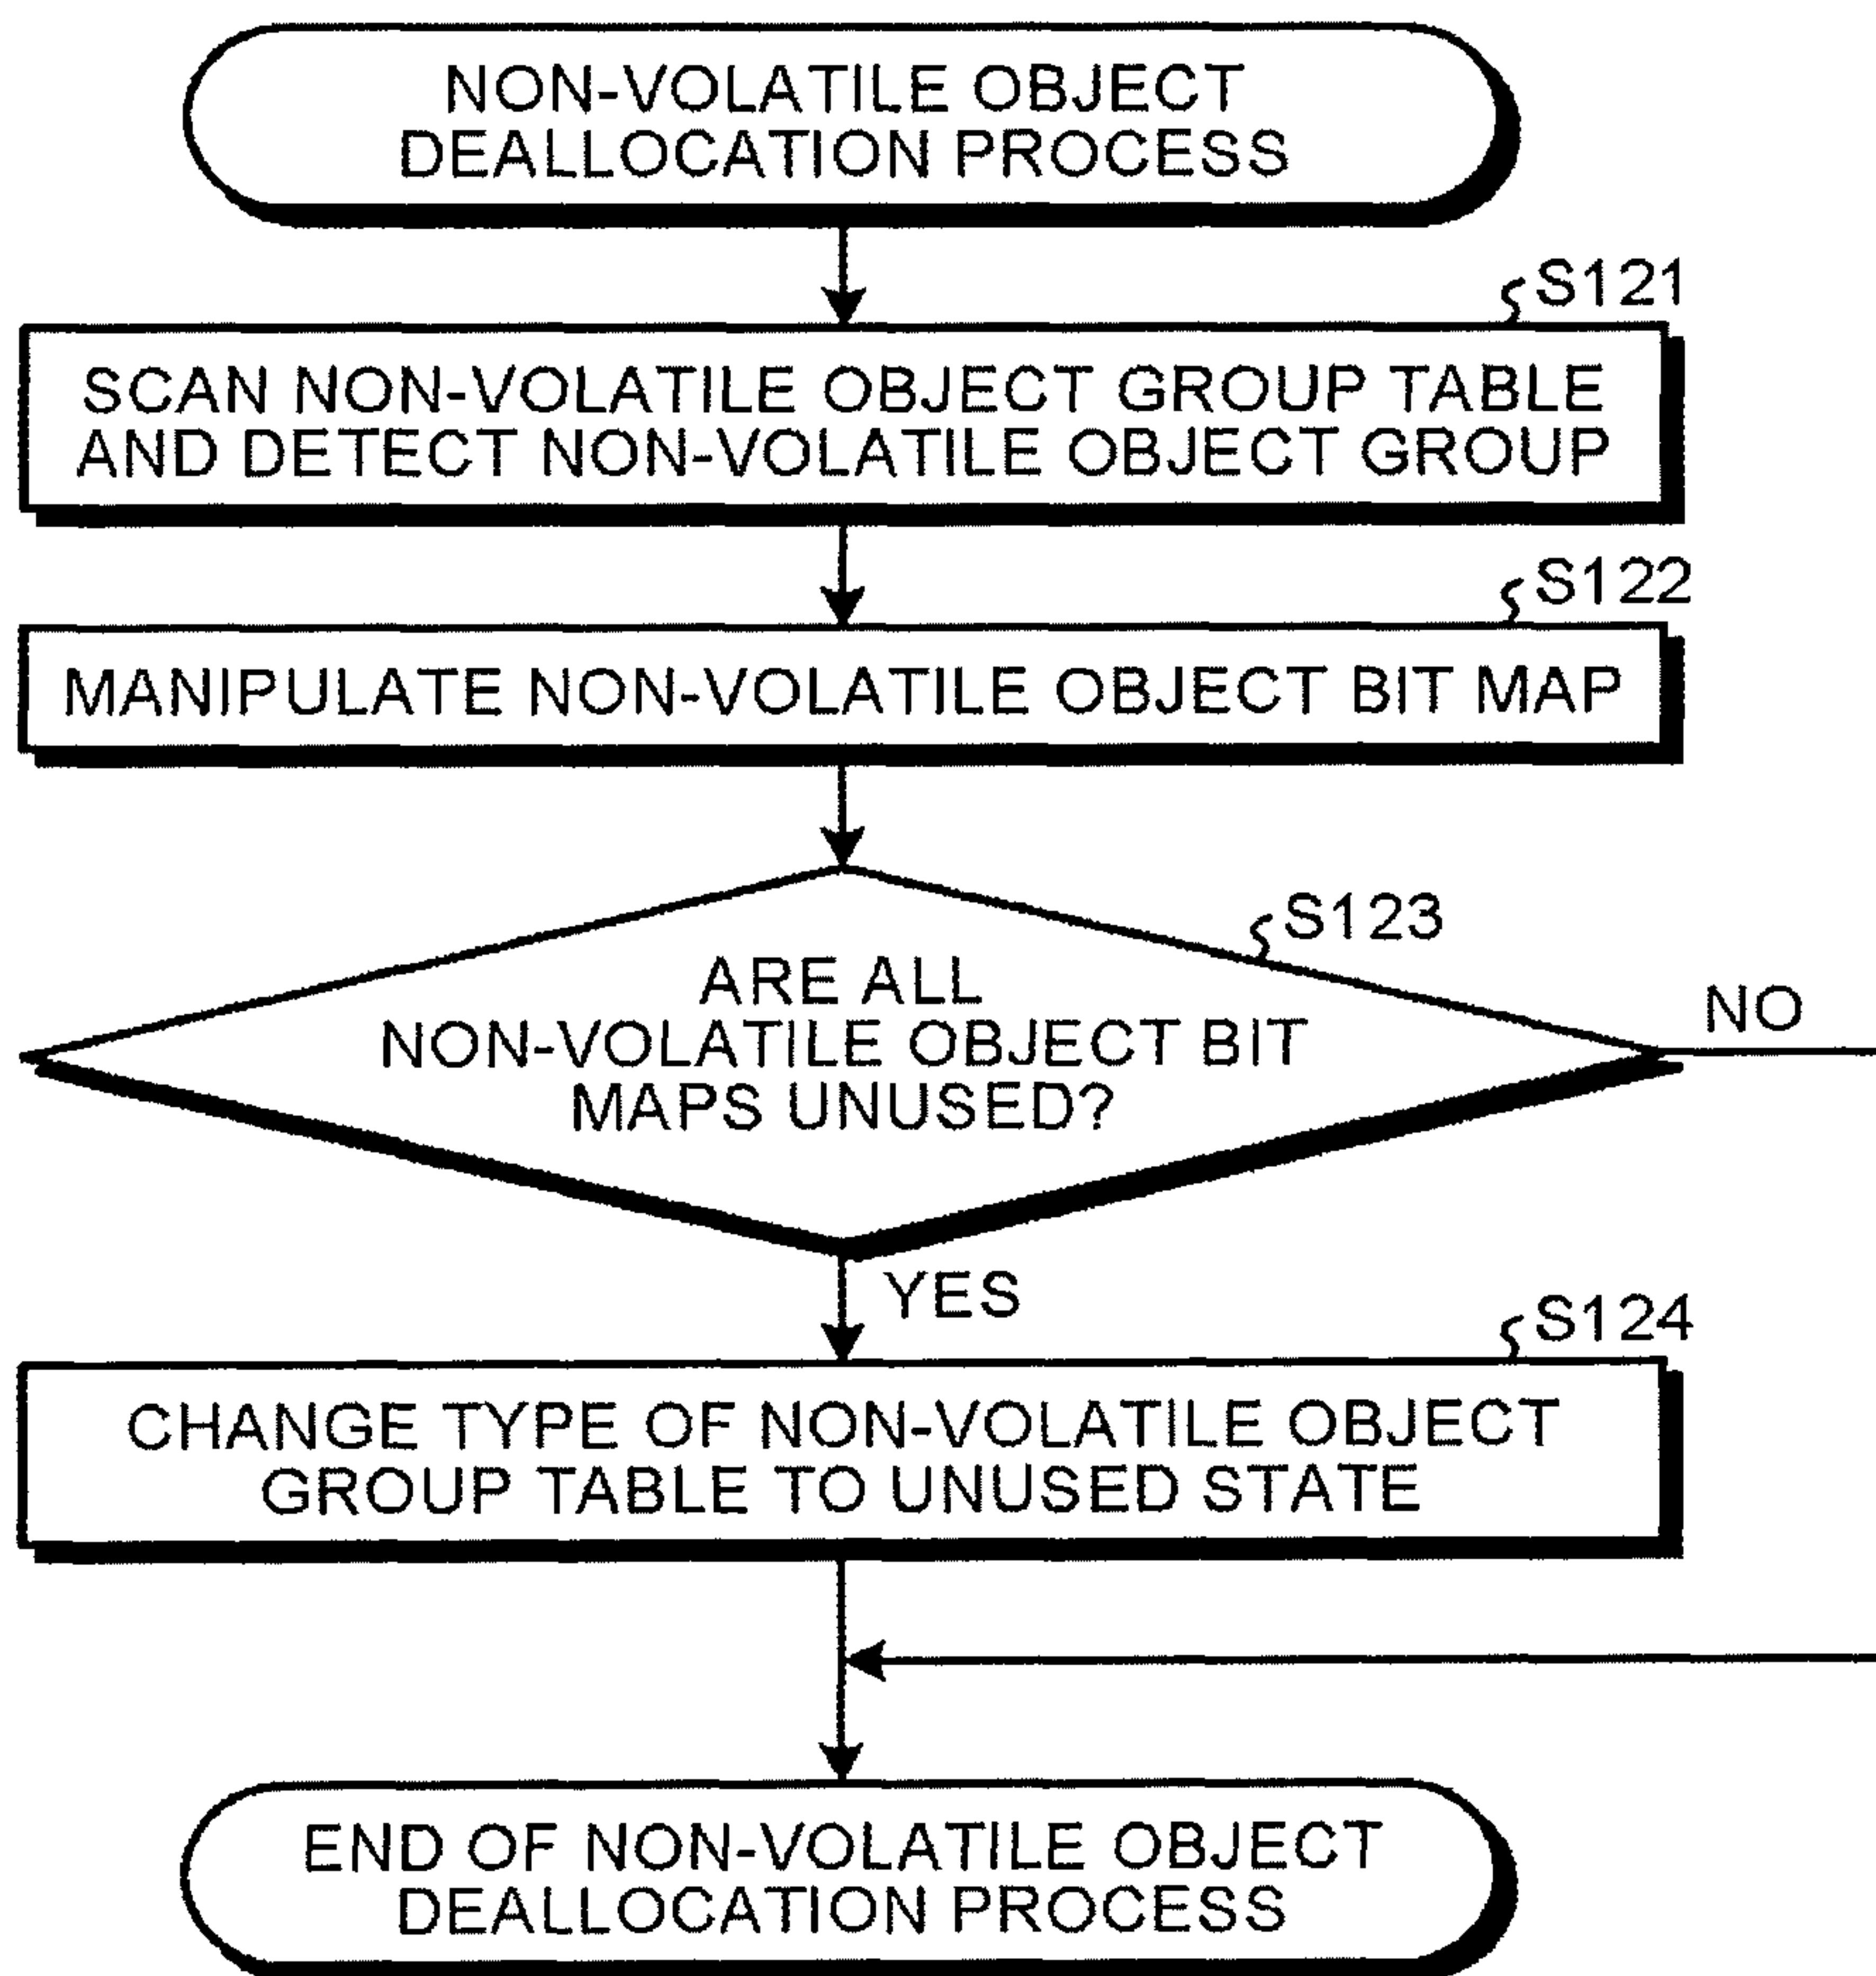 NON-VOLATILE OBJECT
DEALLOCATION PROCESS
S121
SCAN NON-VOLATILE OBJECT GROUP TABLE
AND DETECT NON-VOLATILE OBJECT GROUP
S122
MANIPULATE NON-VOLATILE OBJECT BIT MAP
S123
ARE ALL
NON-VOLATILE OBJECT BIT
MAPS UNUSED?
NO
YES
S124
CHANGE TYPE OF NON-VOLATILE OBJECT
GROUP TABLE TO UNUSED STATE
END OF NON-VOLATILE OBJECT
DEALLOCATION PROCESS